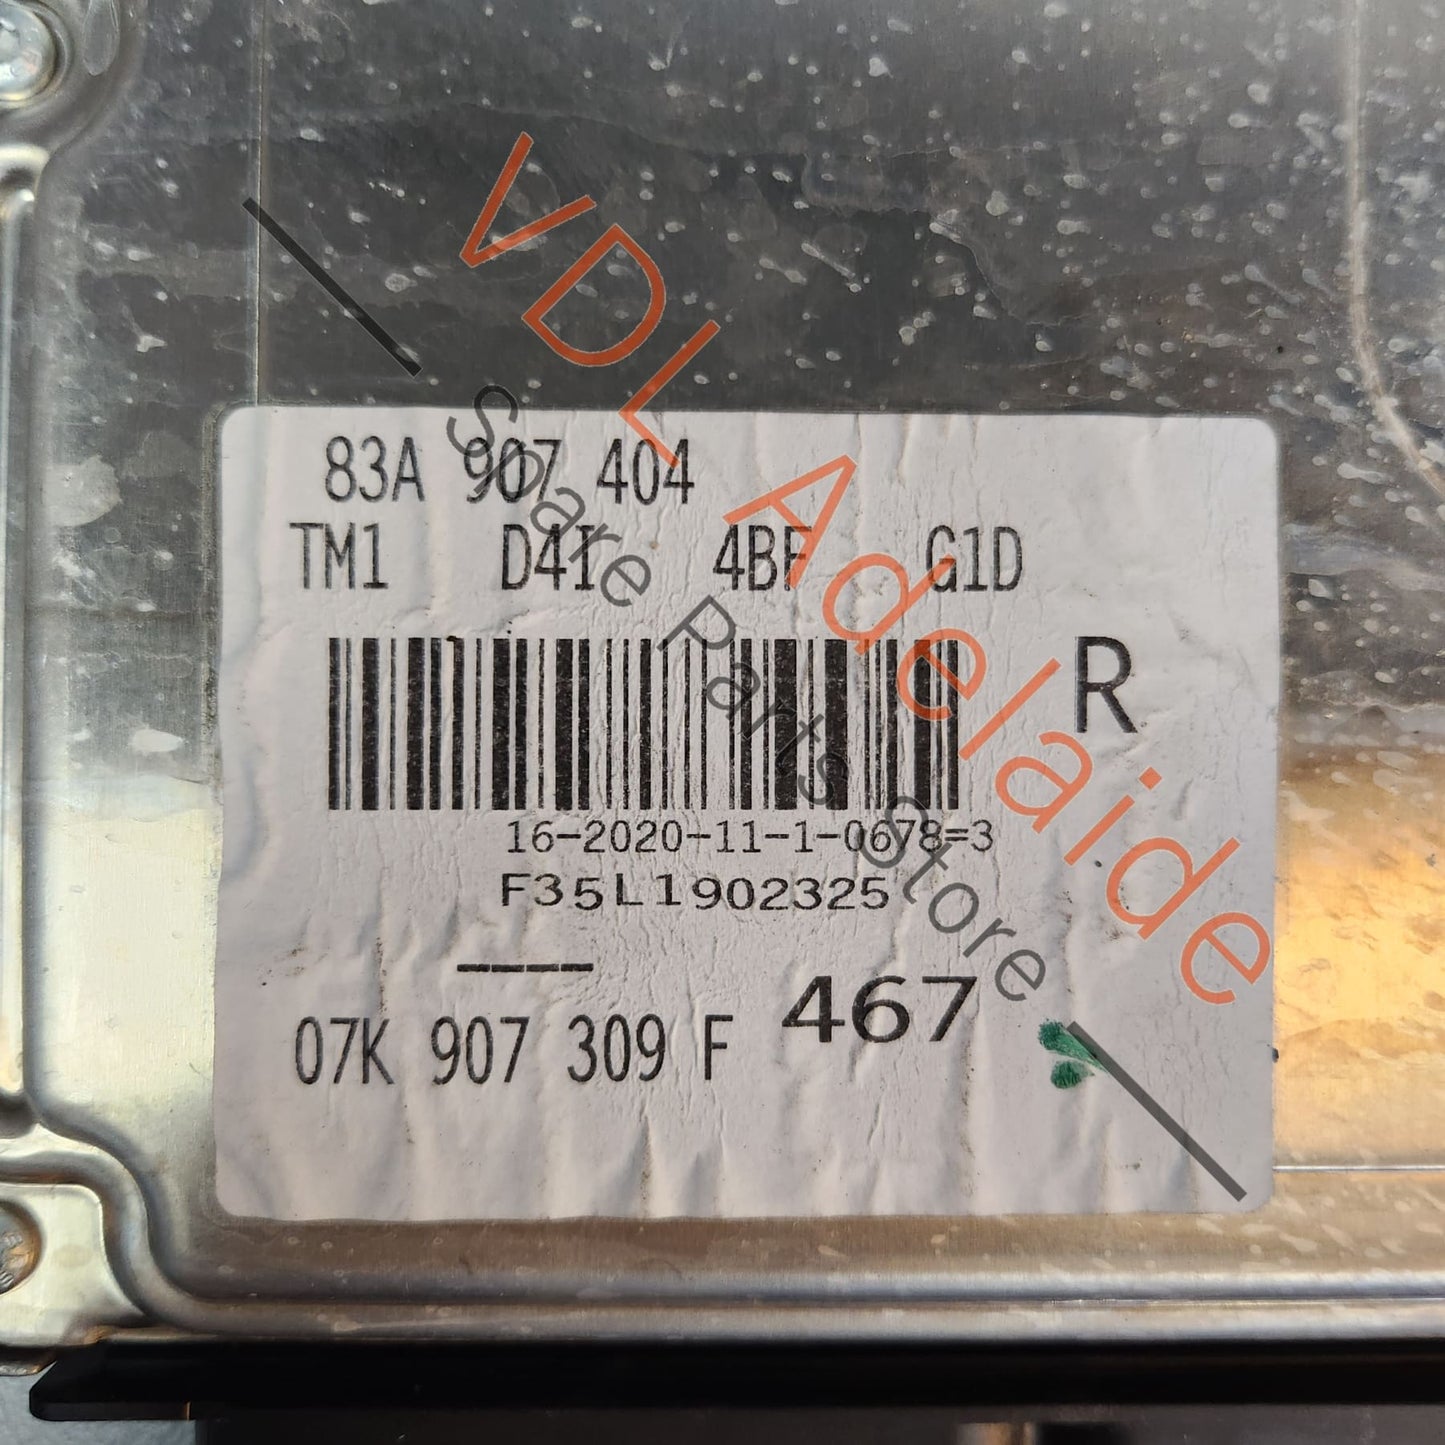 83A 907 404
TM1 D4I 4BF G1D
R
16-2020-11-1-0678=3
F35L1902325
----
07K 907 309 F 467
VDL Adelaide
Spare Parts Store